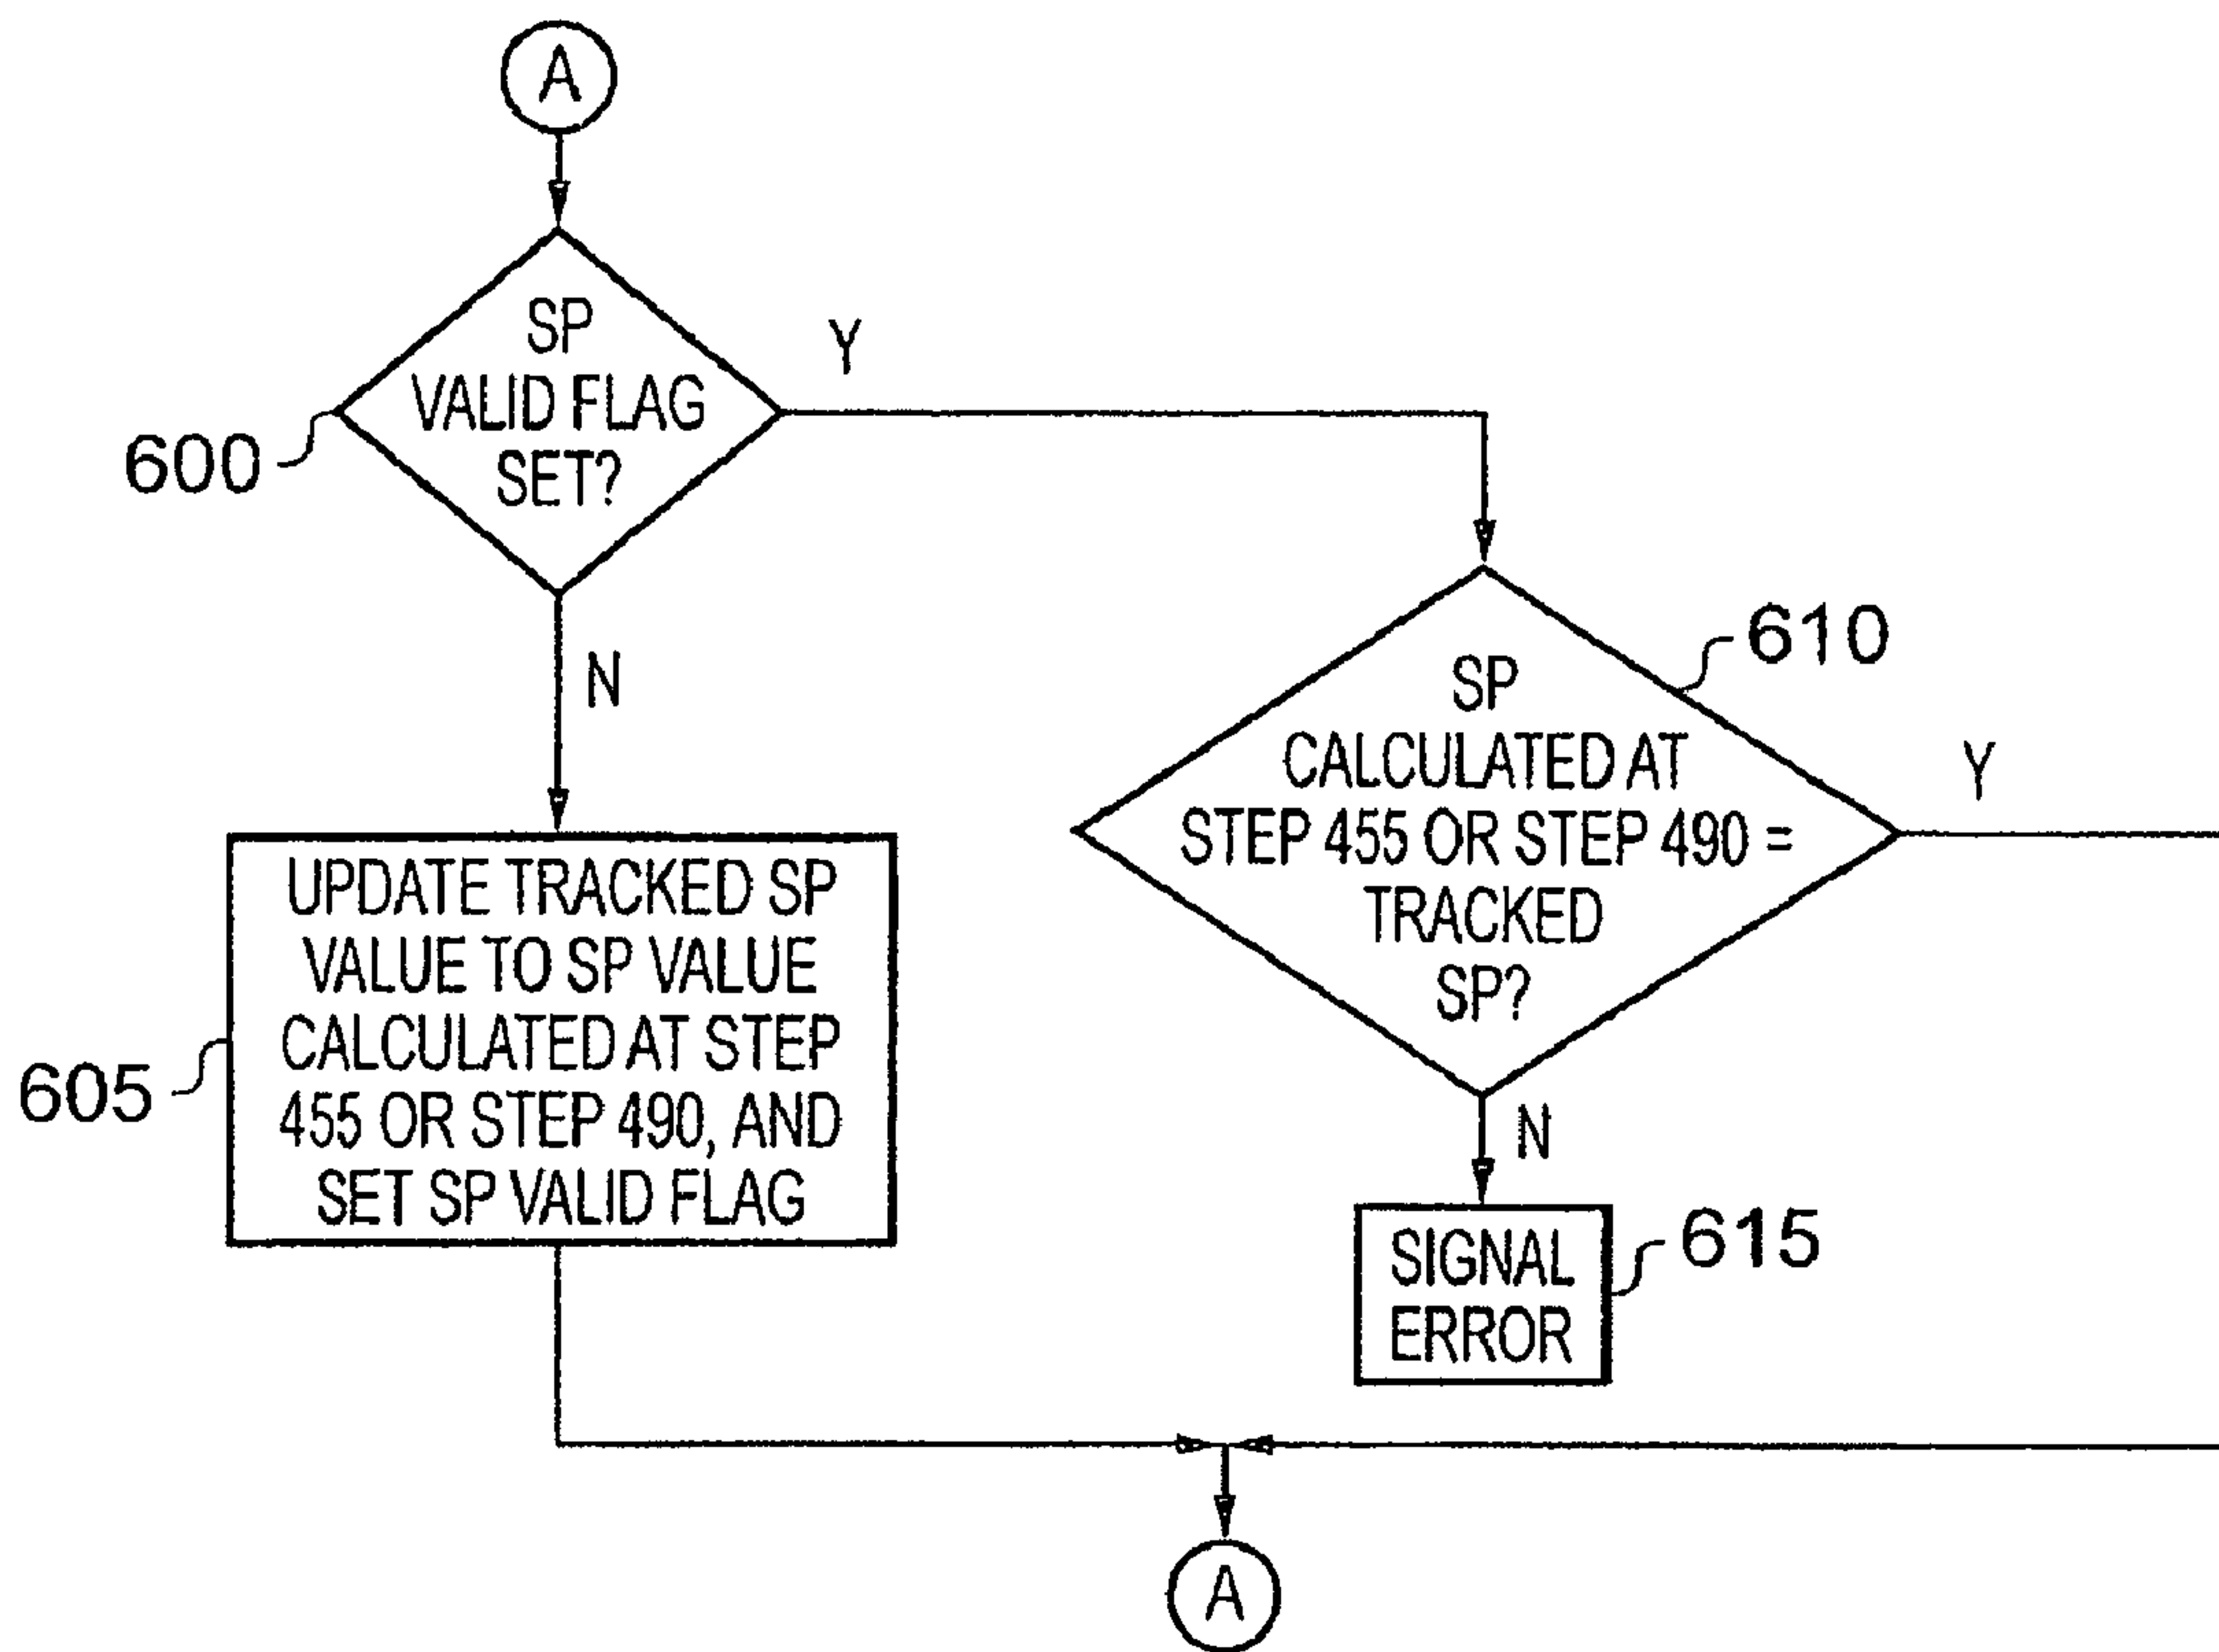 A
SP
VALID FLAG
SET?
600
Y
N
UPDATE TRACKED SP
VALUE TO SP VALUE
CALCULATED AT STEP
455 OR STEP 490, AND
SET SP VALID FLAG
605
SP
CALCULATED AT
STEP 455 OR STEP 490 =
TRACKED
SP?
610
Y
N
SIGNAL
ERROR
615
A